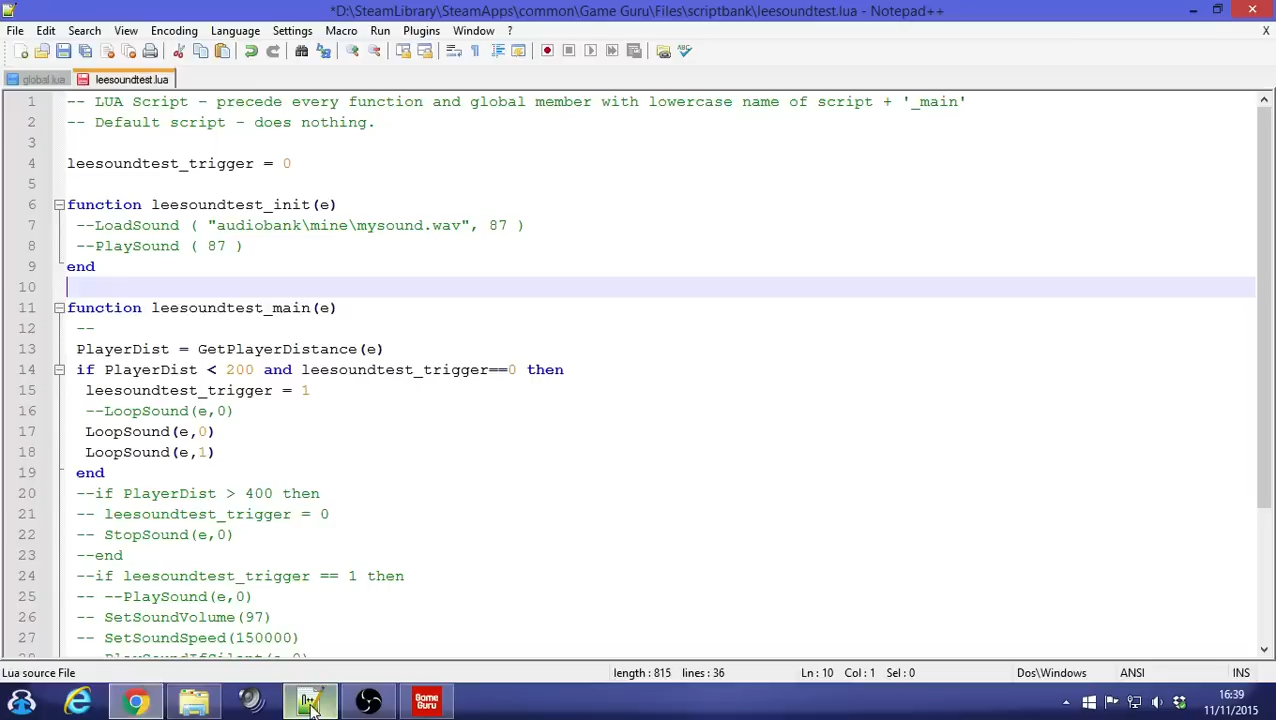 *D:\SteamLibrary\SteamApps\common\Game Guru\Files\scriptbank\leesoundtest.lua - Notepad++
File Edit Search View Encoding Language Settings Macro Run Plugins Window ? X
global.lua leesoundtest.lua
1 -- LUA Script - precede every function and global member with lowercase name of script + '_main'
2 -- Default script - does nothing.
3
4 leesoundtest_trigger = 0
5
6 function leesoundtest_init(e)
7 --LoadSound ( "audiobank\mine\mysound.wav", 87 )
8 --PlaySound ( 87 )
9 end
10
11 function leesoundtest_main(e)
12 --
13 PlayerDist = GetPlayerDistance(e)
14 if PlayerDist < 200 and leesoundtest_trigger==0 then
15 leesoundtest_trigger = 1
16 --LoopSound(e,0)
17 LoopSound(e,0)
18 LoopSound(e,1)
19 end
20 --if PlayerDist > 400 then
21 -- leesoundtest_trigger = 0
22 -- StopSound(e,0)
23 --end
24 --if leesoundtest_trigger == 1 then
25 -- --PlaySound(e,0)
26 -- SetSoundVolume(97)
27 -- SetSoundSpeed(150000)
28 -- PlaySoundIfSilent(e,0)
Lua source File length : 815 lines : 36 Ln : 10 Col : 1 Sel : 0 Dos\Windows ANSI INS
Game Guru
16:39
11/11/2015